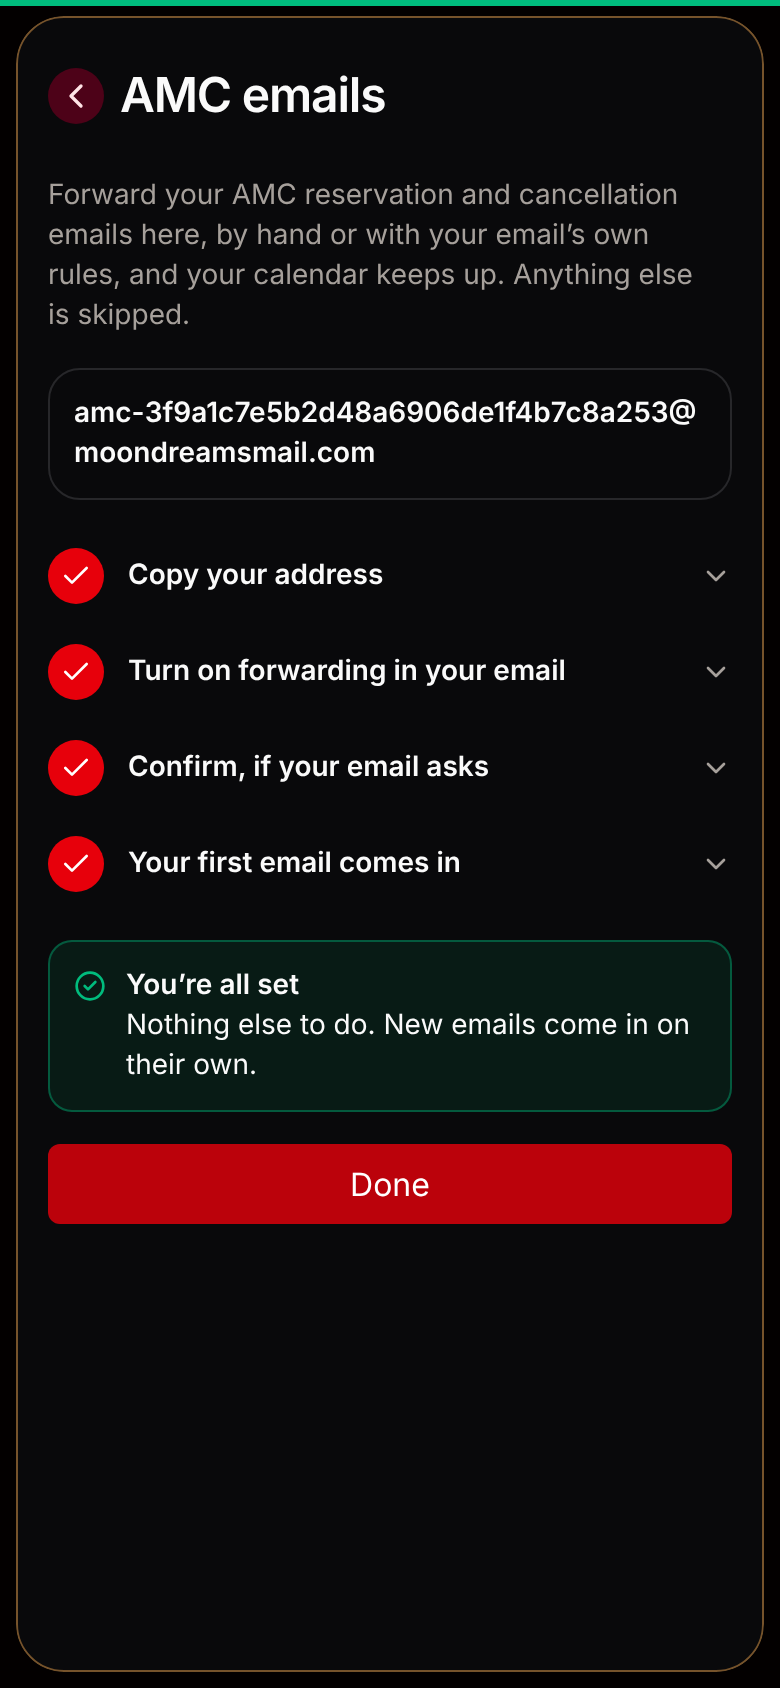 AMC emails
Forward your AMC reservation and cancellation
emails here, by hand or with your email’s own
rules, and your calendar keeps up. Anything else
is skipped.
amc-3f9a1c7e5b2d48a6906de1f4b7c8a253@
moondreamsmail.com
Copy your address
Turn on forwarding in your email
Confirm, if your email asks
Your first email comes in
You’re all set
Nothing else to do. New emails come in on
their own.
Done